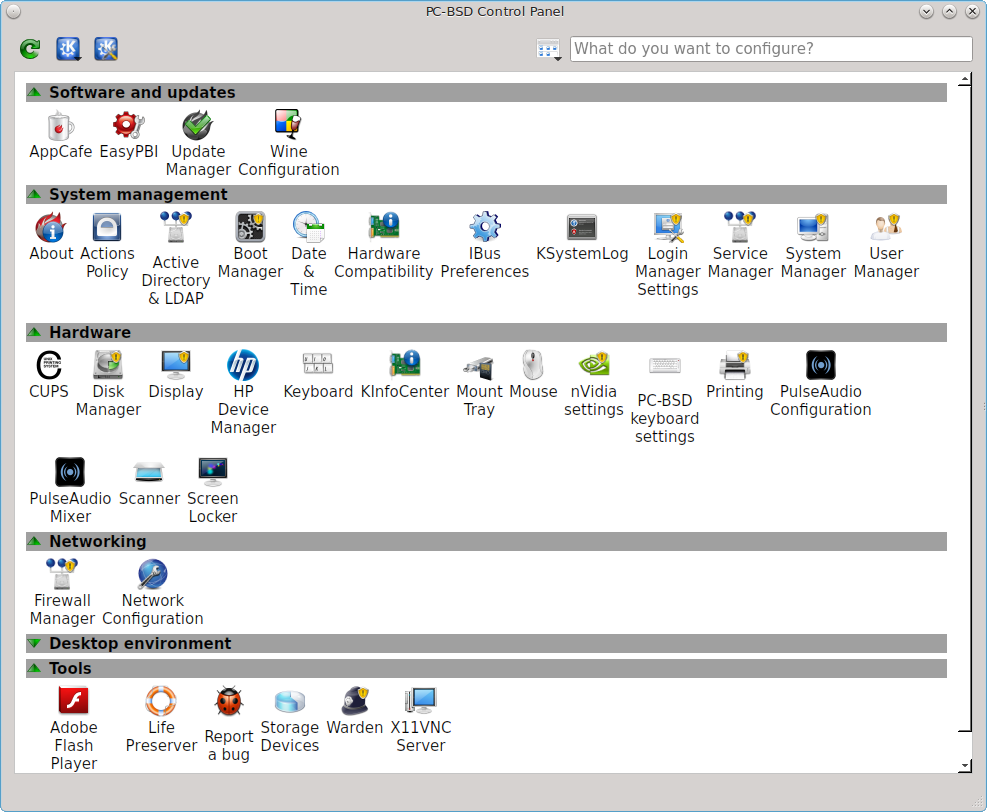 PC-BSD Control Panel
What do you want to configure?
Software and updates
AppCafe EasyPBI Update Manager Wine Configuration
System management
About Actions Policy Active Directory & LDAP Boot Manager Date & Time Hardware Compatibility IBus Preferences KSystemLog Login Manager Settings Service Manager System Manager User Manager
Hardware
CUPS Disk Manager Display HP Device Manager Keyboard KInfoCenter Mount Tray Mouse nVidia settings PC-BSD keyboard settings Printing PulseAudio Configuration
PulseAudio Mixer Scanner Screen Locker
Networking
Firewall Manager Network Configuration
Desktop environment
Tools
Adobe Flash Player Life Preserver Report a bug Storage Devices Warden X11VNC Server